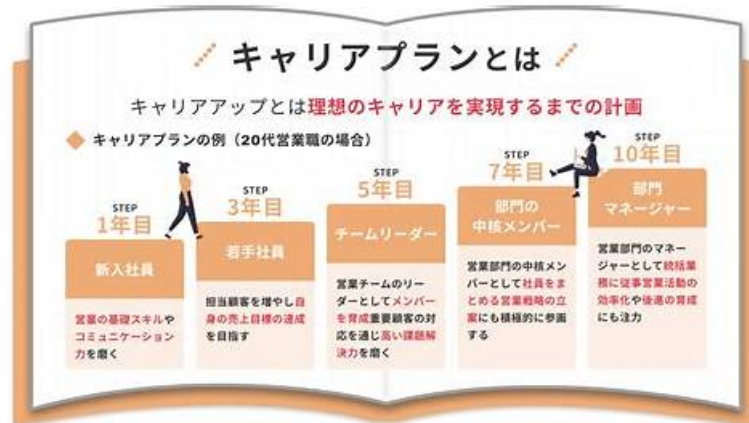 キャリアプランとは
キャリアアップとは理想のキャリアを実現するまでの計画
キャリアプランの例（20代営業職の場合）
STEP
1年目
新入社員
営業の基礎スキルや
コミュニケーション
力を磨く
STEP
3年目
若手社員
担当顧客を増やし自
身の売上目標の達成
を目指す
STEP
5年目
チームリーダー
営業チームのリー
ダーとしてメンバー
を育成重要顧客の対
応を通じ高い課題解
決力を磨く
STEP
7年目
部門の
中核メンバー
営業部門の中核メン
バーとして社員をま
とめる営業戦略の立
案にも積極的に参画
する
STEP
10年目
部門
マネージャー
営業部門のマネー
ジャーとして統括業
務に従事営業活動の
効率化や後進の育成
にも注力